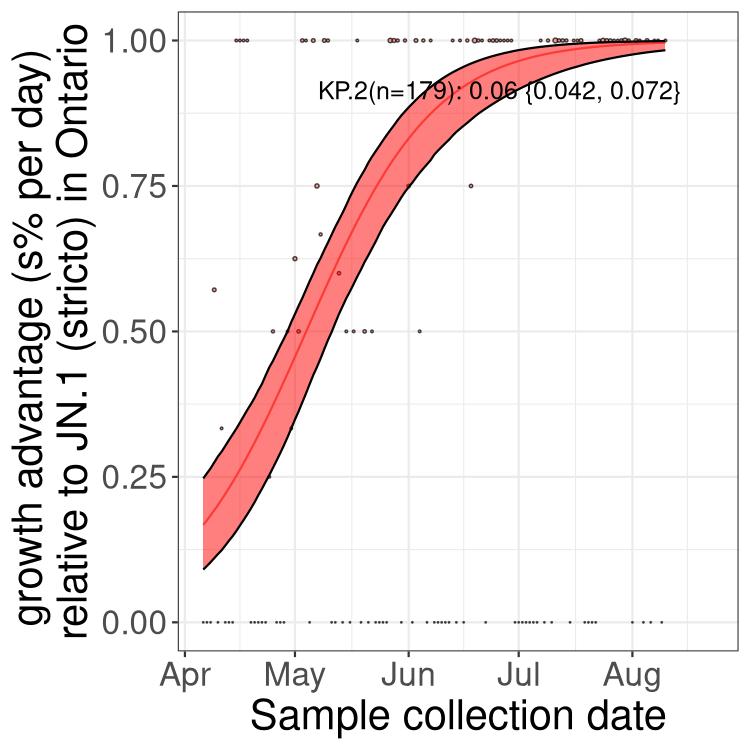 growth advantage (s% per day)
relative to JN.1 (stricto) in Ontario
1.00
0.75
0.50
0.25
0.00
KP.2(n=179): 0.06 {0.042, 0.072}
Apr May Jun Jul Aug
Sample collection date